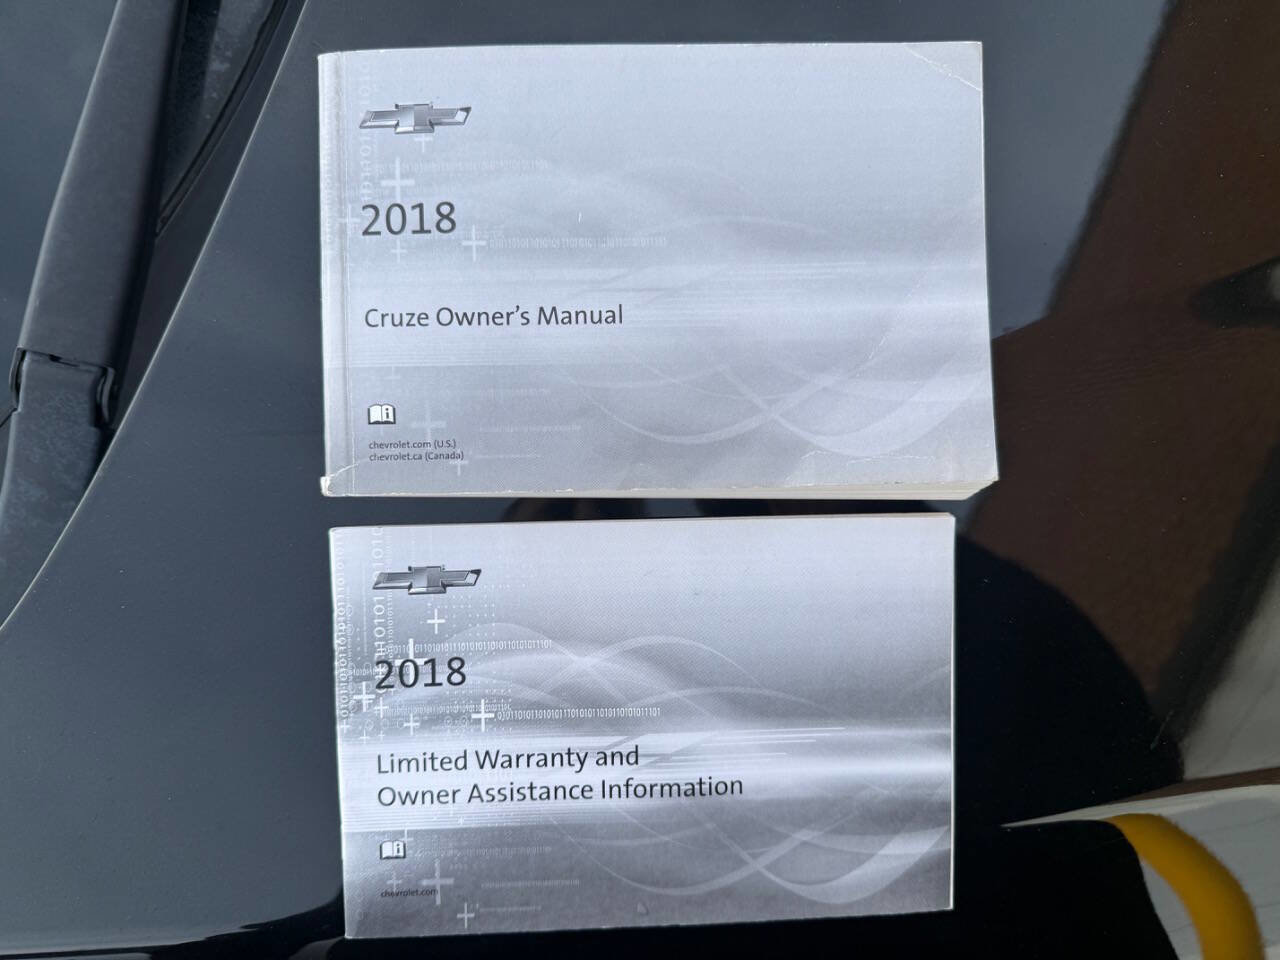 2018
Cruze Owner's Manual
chevrolet.com (U.S.)
chevrolet.ca (Canada)
2018
Limited Warranty and
Owner Assistance Information
chevrolet.com